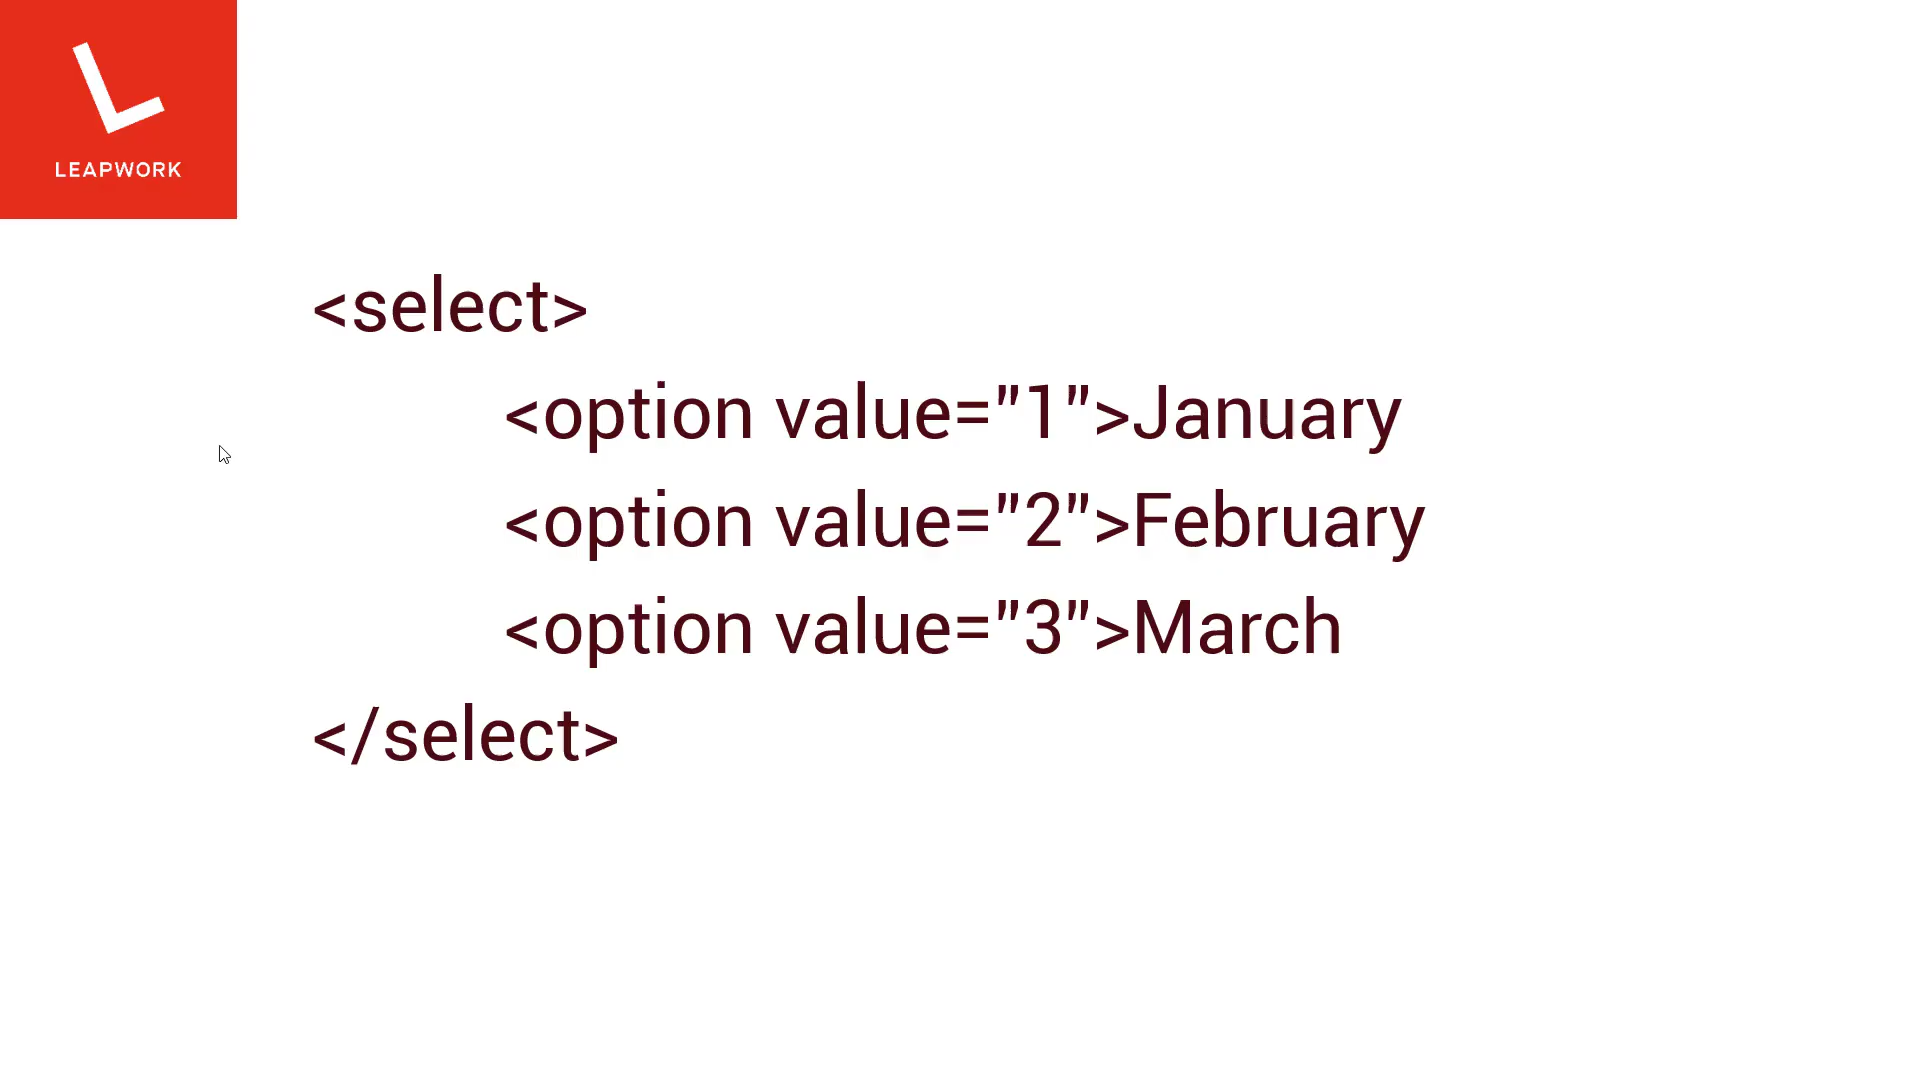 LEAPWORK
<select>
<option value="1">January
<option value="2">February
<option value="3">March
</select>